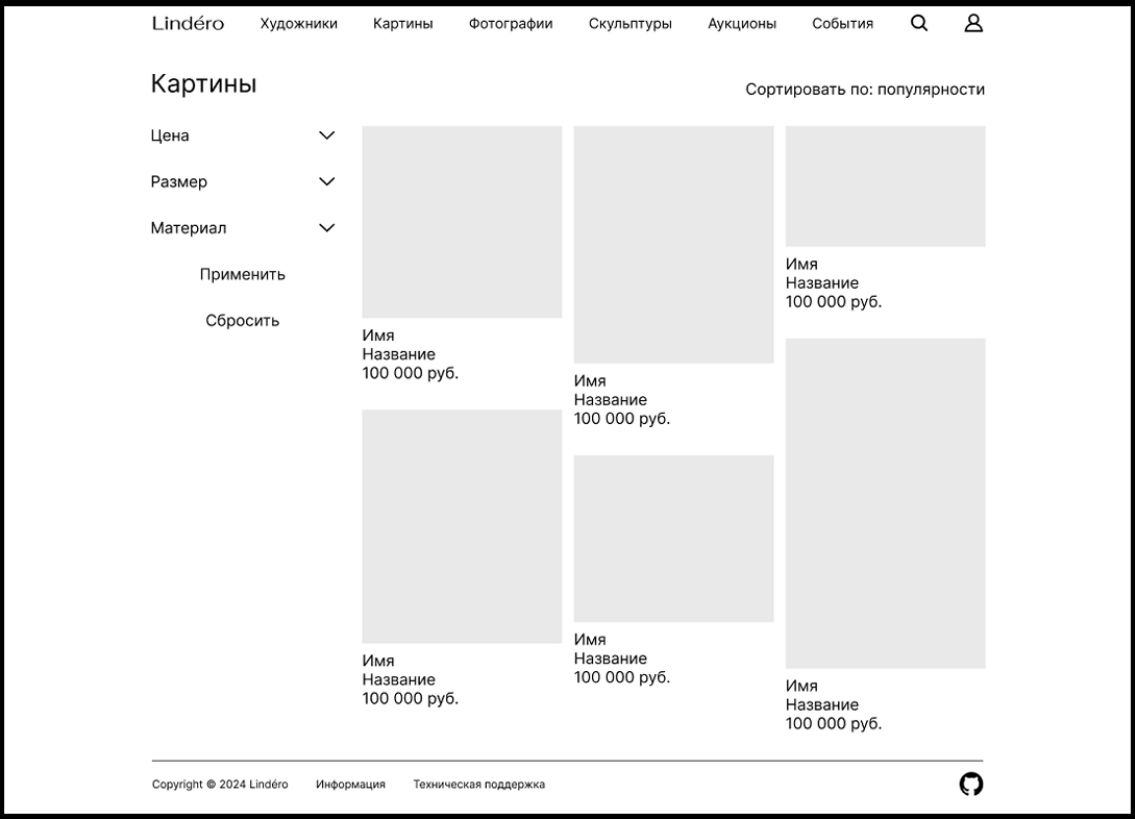 Lindéro Художники Картины Фотографии Скульптуры Аукционы События
Картины
Сортировать по: популярности
Цена
Размер
Материал
Применить
Сбросить
Имя
Название
100 000 руб.
Имя
Название
100 000 руб.
Имя
Название
100 000 руб.
Имя
Название
100 000 руб.
Имя
Название
100 000 руб.
Имя
Название
100 000 руб.
Copyright © 2024 Lindéro Информация Техническая поддержка